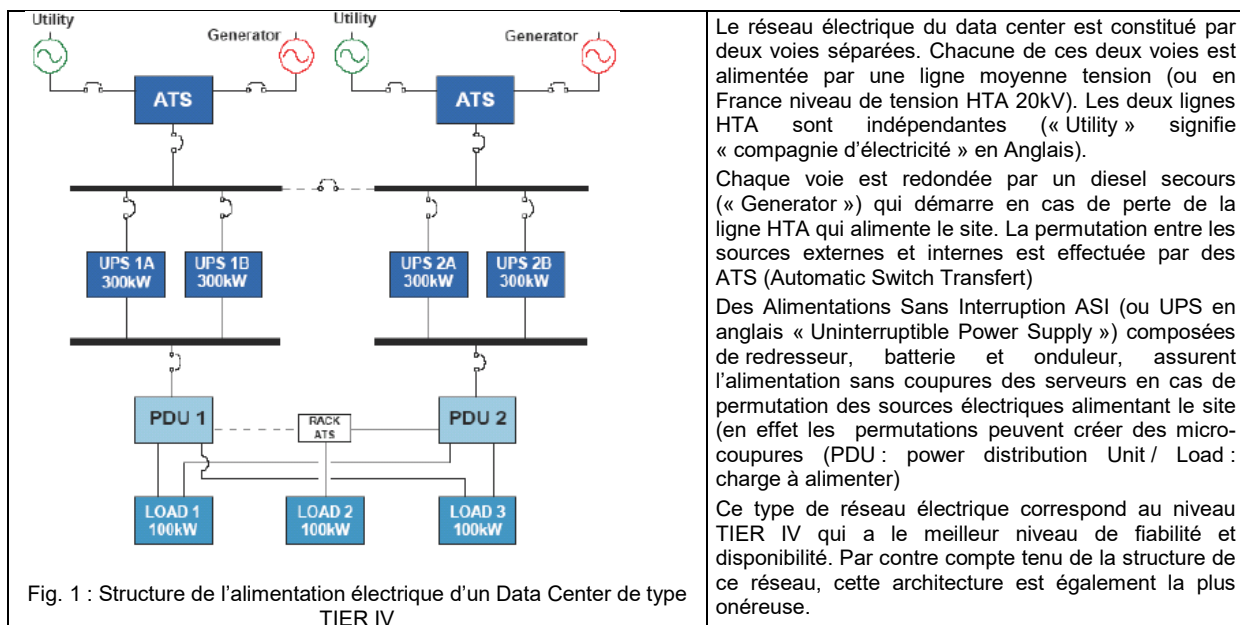 Utility
Generator
Utility
Generator
ATS
ATS
UPS 1A
300kW
UPS 1B
300kW
UPS 2A
300kW
UPS 2B
300kW
PDU 1
RACK
ATS
PDU 2
LOAD 1
100kW
LOAD 2
100kW
LOAD 3
100kW
Fig. 1 : Structure de l'alimentation électrique d'un Data Center de type
TIER IV
Le réseau électrique du data center est constitué par
deux voies séparées. Chacune de ces deux voies est
alimentée par une ligne moyenne tension (ou en
France niveau de tension HTA 20kV). Les deux lignes
HTA sont indépendantes (« Utility » signifie
« compagnie d'électricité » en Anglais).
Chaque voie est redondée par un diesel secours
(« Generator ») qui démarre en cas de perte de la
ligne HTA qui alimente le site. La permutation entre les
sources externes et internes est effectuée par des
ATS (Automatic Switch Transfert)
Des Alimentations Sans Interruption ASI (ou UPS en
anglais « Uninterruptible Power Supply ») composées
de redresseur, batterie et onduleur, assurent
l'alimentation sans coupures des serveurs en cas de
permutation des sources électriques alimentant le site
(en effet les permutations peuvent créer des micro-
coupures (PDU : power distribution Unit / Load :
charge à alimenter)
Ce type de réseau électrique correspond au niveau
TIER IV qui a le meilleur niveau de fiabilité et
disponibilité. Par contre compte tenu de la structure de
ce réseau, cette architecture est également la plus
onéreuse.